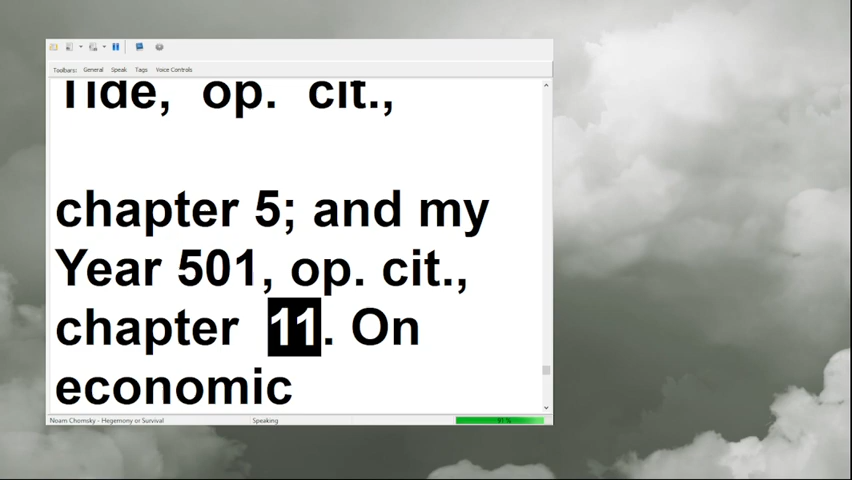 Toolbars: General Speak Tags Voice Controls
Tide, op. cit.,
chapter 5; and my
Year 501, op. cit.,
chapter 11. On
economic
Noam Chomsky - Hegemony or Survival Speaking 91 %